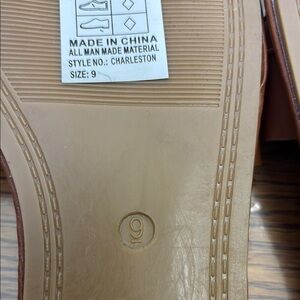 MADE IN CHINA
ALL MAN MADE MATERIAL
STYLE NO.: CHARLESTON
SIZE: 9
9